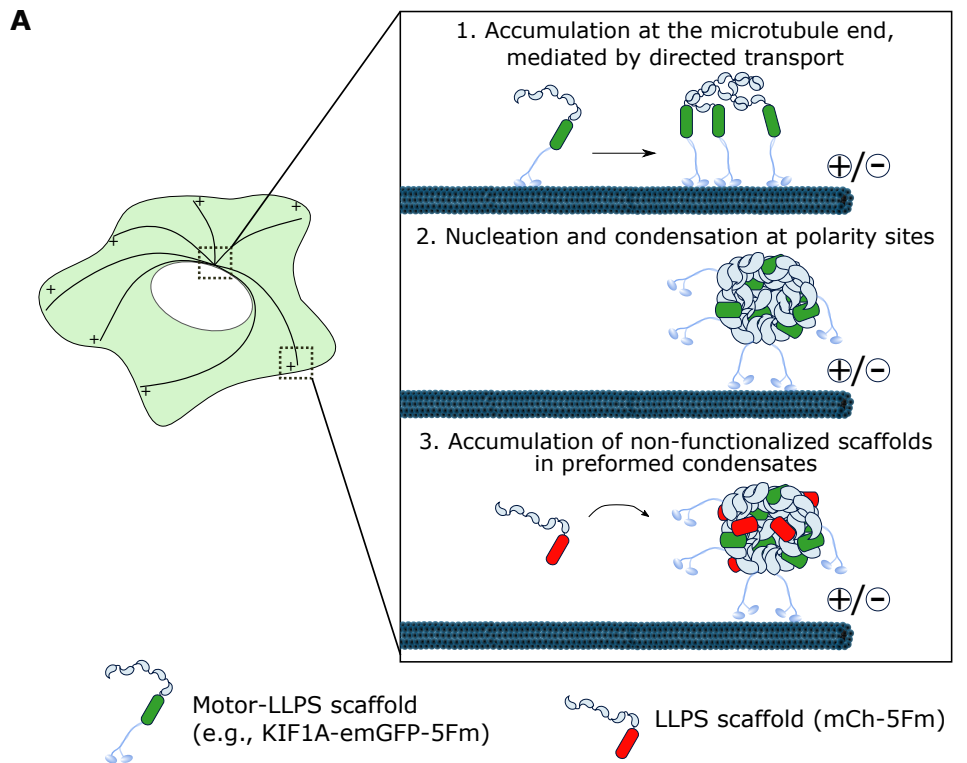 A
1. Accumulation at the microtubule end,
mediated by directed transport
⊕/⊖
2. Nucleation and condensation at polarity sites
⊕/⊖
3. Accumulation of non-functionalized scaffolds
in preformed condensates
⊕/⊖
+
+
+
+
+
+
+
Motor-LLPS scaffold
(e.g., KIF1A-emGFP-5Fm)
LLPS scaffold (mCh-5Fm)